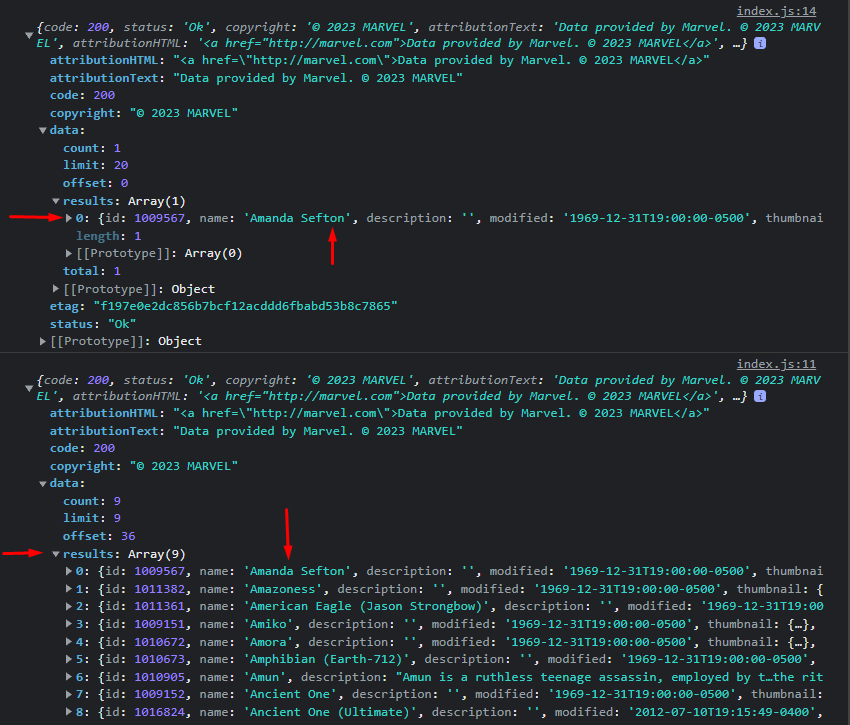 index.js:14
{code: 200, status: 'Ok', copyright: '© 2023 MARVEL', attributionText: 'Data provided by Marvel. © 2023 MARV
EL', attributionHTML: '<a href="http://marvel.com">Data provided by Marvel. © 2023 MARVEL</a>', …} i
attributionHTML: "<a href=\"http://marvel.com\">Data provided by Marvel. © 2023 MARVEL</a>"
attributionText: "Data provided by Marvel. © 2023 MARVEL"
code: 200
copyright: "© 2023 MARVEL"
data:
count: 1
limit: 20
offset: 0
results: Array(1)
0: {id: 1009567, name: 'Amanda Sefton', description: '', modified: '1969-12-31T19:00:00-0500', thumbnai
length: 1
[[Prototype]]: Array(0)
total: 1
[[Prototype]]: Object
etag: "f197e0e2dc856b7bcf12acddd6fbabd53b8c7865"
status: "Ok"
[[Prototype]]: Object
index.js:11
{code: 200, status: 'Ok', copyright: '© 2023 MARVEL', attributionText: 'Data provided by Marvel. © 2023 MARV
EL', attributionHTML: '<a href="http://marvel.com">Data provided by Marvel. © 2023 MARVEL</a>', …} i
attributionHTML: "<a href=\"http://marvel.com\">Data provided by Marvel. © 2023 MARVEL</a>"
attributionText: "Data provided by Marvel. © 2023 MARVEL"
code: 200
copyright: "© 2023 MARVEL"
data:
count: 9
limit: 9
offset: 36
results: Array(9)
0: {id: 1009567, name: 'Amanda Sefton', description: '', modified: '1969-12-31T19:00:00-0500', thumbnai
1: {id: 1011382, name: 'Amazoness', description: '', modified: '1969-12-31T19:00:00-0500', thumbnail: {
2: {id: 1011361, name: 'American Eagle (Jason Strongbow)', description: '', modified: '1969-12-31T19:00
3: {id: 1009151, name: 'Amiko', description: '', modified: '1969-12-31T19:00:00-0500', thumbnail: {…},
4: {id: 1010672, name: 'Amora', description: '', modified: '1969-12-31T19:00:00-0500', thumbnail: {…},
5: {id: 1010673, name: 'Amphibian (Earth-712)', description: '', modified: '1969-12-31T19:00:00-0500',
6: {id: 1010905, name: 'Amun', description: "Amun is a ruthless teenage assassin, employed by t…the rit
7: {id: 1009152, name: 'Ancient One', description: '', modified: '1969-12-31T19:00:00-0500', thumbnail:
8: {id: 1016824, name: 'Ancient One (Ultimate)', description: '', modified: '2012-07-10T19:15:49-0400',